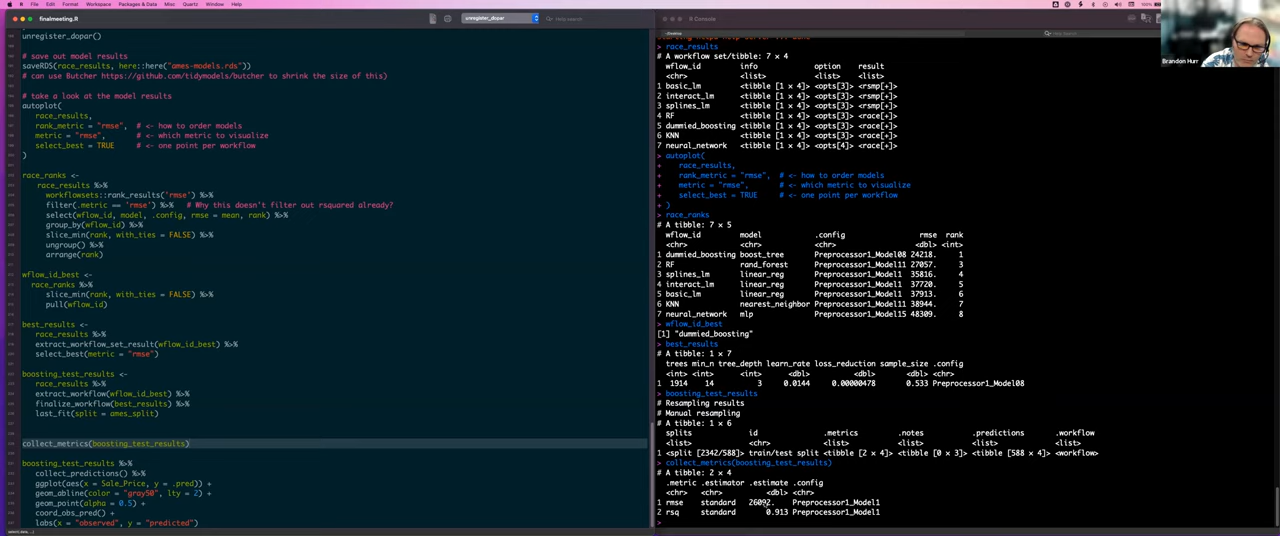 Edit Format Workspace Packages & Data Misc Quartz Window Help
100%
finalmeeting.R
unregister_dopar
Help search
unregister_dopar()
# save out model results
saveRDS(race_results, here::here("ames-models.rds"))
# can use Butcher https://github.com/tidymodels/butcher to shrink the size of this)
# take a look at the model results
autoplot(
race_results,
rank_metric = "rmse", # <- how to order models
metric = "rmse", # <- which metric to visualize
select_best = TRUE # <- one point per workflow
)
race_ranks <-
race_results %>%
workflowsets::rank_results('rmse') %>%
filter(.metric == 'rmse') %>% # Why this doesn't filter out rsquared already?
select(wflow_id, model, .config, rmse = mean, rank) %>%
group_by(wflow_id) %>%
slice_min(rank, with_ties = FALSE) %>%
ungroup() %>%
arrange(rank)
wflow_id_best <-
race_ranks %>%
slice_min(rank, with_ties = FALSE) %>%
pull(wflow_id)
best_results <-
race_results %>%
extract_workflow_set_result(wflow_id_best) %>%
select_best(metric = "rmse")
boosting_test_results <-
race_results %>%
extract_workflow(wflow_id_best) %>%
finalize_workflow(best_results) %>%
last_fit(split = ames_split)
collect_metrics(boosting_test_results)
boosting_test_results %>%
collect_predictions() %>%
ggplot(aes(x = Sale_Price, y = .pred)) +
geom_abline(color = "gray50", lty = 2) +
geom_point(alpha = 0.5) +
coord_obs_pred() +
labs(x = "observed", y = "predicted")
R Console
> race_results
# A workflow set/tibble: 7 × 4
wflow_id info option result
<chr> <list> <list> <list>
1 basic_lm <tibble [1 × 4]> <opts[3]> <rsmp[+]>
2 interact_lm <tibble [1 × 4]> <opts[3]> <rsmp[+]>
3 splines_lm <tibble [1 × 4]> <opts[3]> <race[+]>
4 RF <tibble [1 × 4]> <opts[3]> <race[+]>
5 dummied_boosting <tibble [1 × 4]> <opts[3]> <race[+]>
6 KNN <tibble [1 × 4]> <opts[3]> <race[+]>
7 neural_network <tibble [1 × 4]> <opts[4]> <race[+]>
> autoplot(
+ race_results,
+ rank_metric = "rmse", # <- how to order models
+ metric = "rmse", # <- which metric to visualize
+ select_best = TRUE # <- one point per workflow
+ )
> race_ranks
# A tibble: 7 × 5
wflow_id model .config rmse rank
<chr> <chr> <chr> <dbl> <int>
1 dummied_boosting boost_tree Preprocessor1_Model08 24218. 1
2 RF rand_forest Preprocessor1_Model11 27057. 3
3 splines_lm linear_reg Preprocessor1_Model1 35816. 4
4 interact_lm linear_reg Preprocessor1_Model1 37720. 5
5 basic_lm linear_reg Preprocessor1_Model1 37913. 6
6 KNN nearest_neighbor Preprocessor1_Model11 38944. 7
7 neural_network mlp Preprocessor1_Model15 48309. 8
> wflow_id_best
[1] "dummied_boosting"
> best_results
# A tibble: 1 × 7
trees min_n tree_depth learn_rate loss_reduction sample_size .config
<int> <int> <int> <dbl> <dbl> <dbl> <chr>
1 1914 14 3 0.0144 0.00000478 0.533 Preprocessor1_Model08
> boosting_test_results
# Resampling results
# Manual resampling
# A tibble: 1 × 6
splits id .metrics .notes .predictions .workflow
<list> <chr> <list> <list> <list> <list>
1 <split [2342/588]> train/test split <tibble [2 × 4]> <tibble [0 × 3]> <tibble [588 × 4]> <workflow>
> collect_metrics(boosting_test_results)
# A tibble: 2 × 4
.metric .estimator .estimate .config
<chr> <chr> <dbl> <chr>
1 rmse standard 26092. Preprocessor1_Model1
2 rsq standard 0.913 Preprocessor1_Model1
>
Brandon Hurr